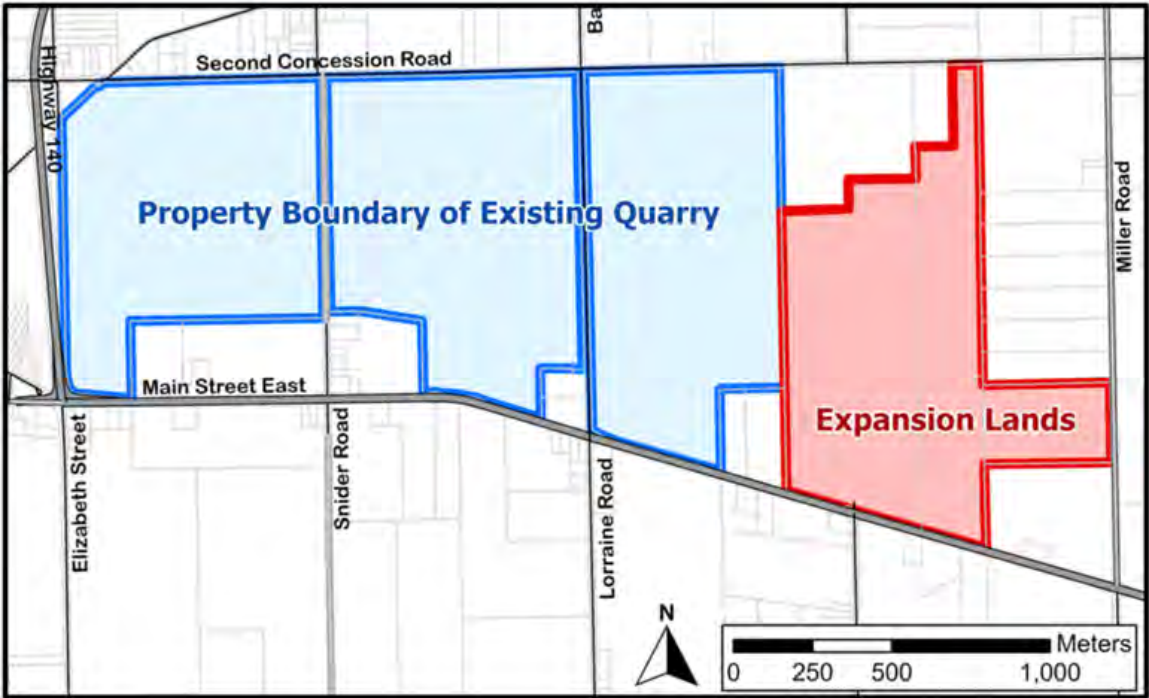 Ba
Second Concession Road
Highway 140
Property Boundary of Existing Quarry
Miller Road
Main Street East
Expansion Lands
Elizabeth Street
Snider Road
Lorraine Road
N
Meters
0 250 500 1,000